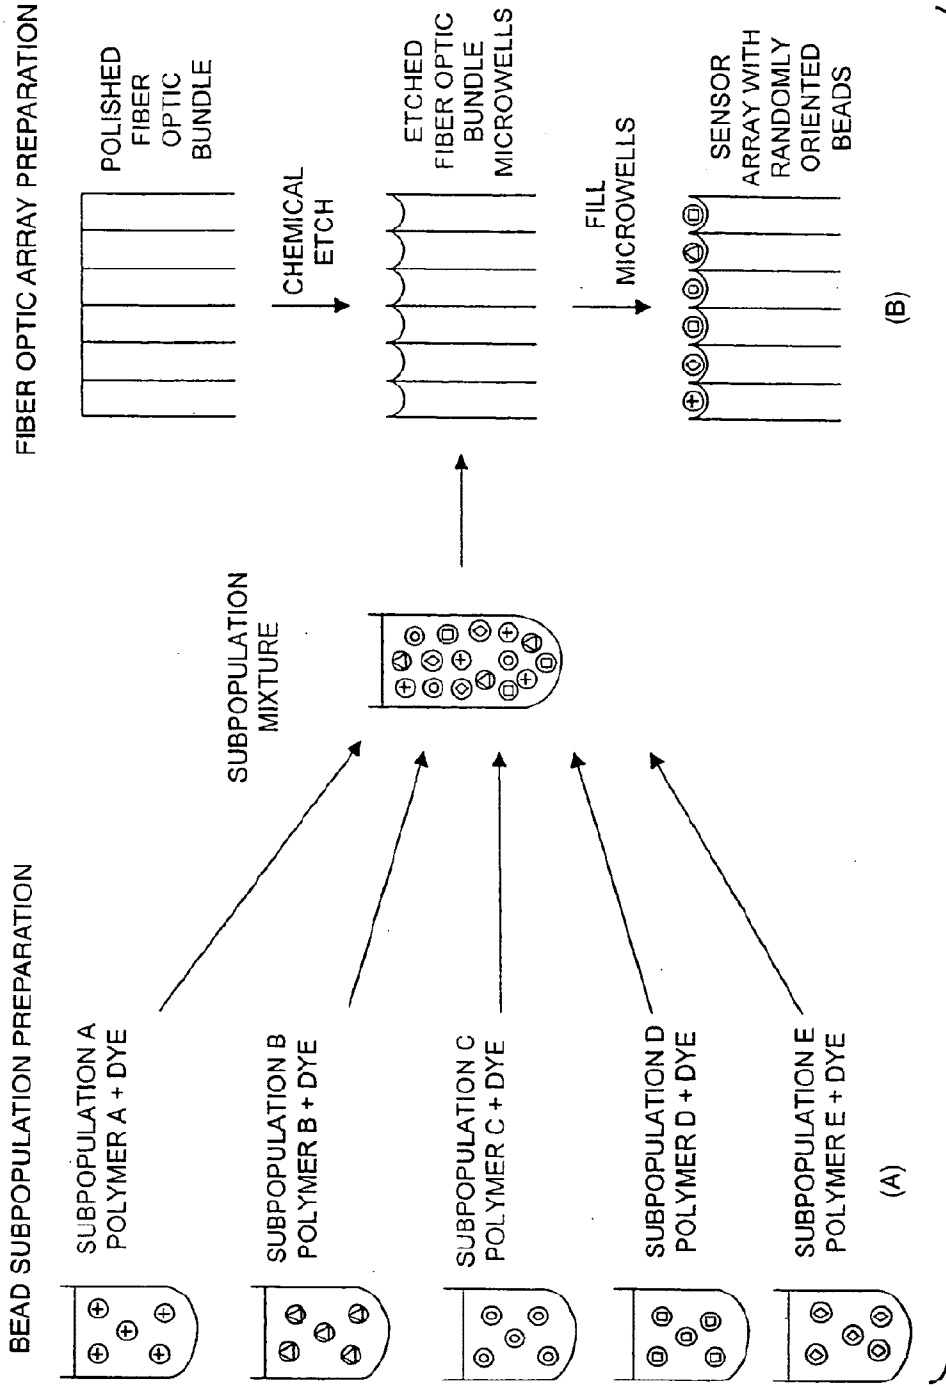 BEAD SUBPOPULATION PREPARATION
SUBPOPULATION A
POLYMER A + DYE
SUBPOPULATION B
POLYMER B + DYE
SUBPOPULATION C
POLYMER C + DYE
SUBPOPULATION D
POLYMER D + DYE
SUBPOPULATION E
POLYMER E + DYE
(A)
SUBPOPULATION
MIXTURE
FIBER OPTIC ARRAY PREPARATION
POLISHED
FIBER
OPTIC
BUNDLE
CHEMICAL
ETCH
ETCHED
FIBER OPTIC
BUNDLE
MICROWELLS
FILL
MICROWELLS
SENSOR
ARRAY WITH
RANDOMLY
ORIENTED
BEADS
(B)